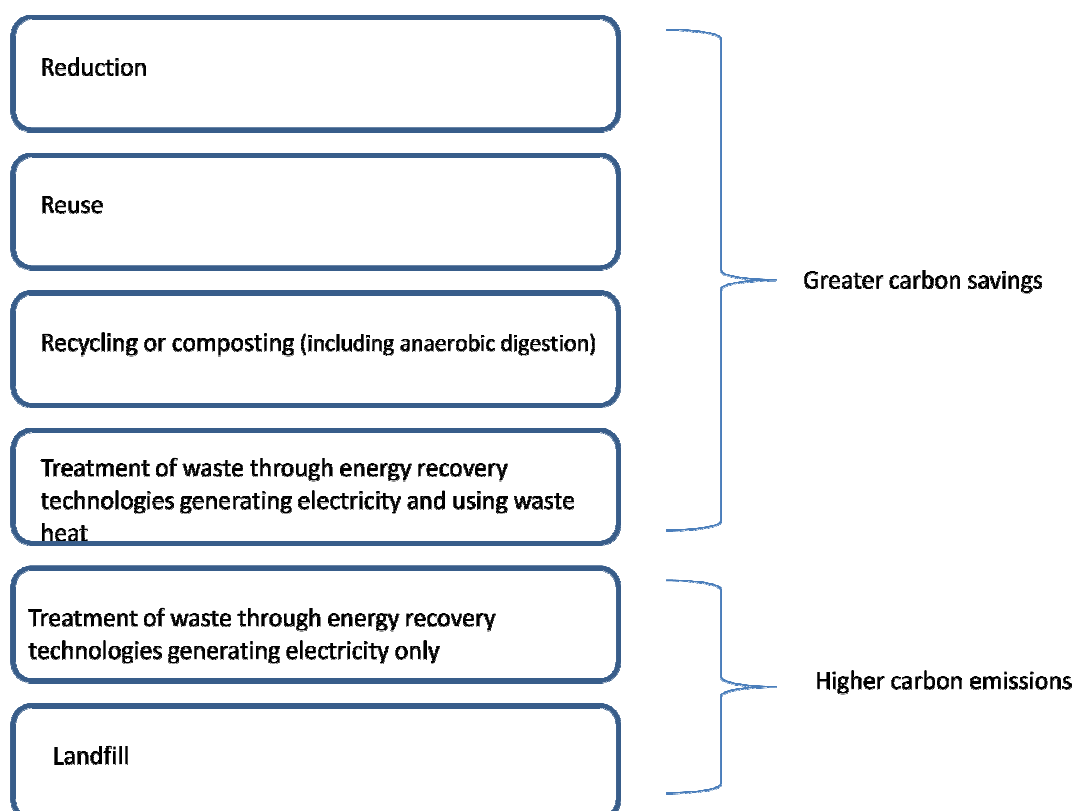 Reduction
Reuse
Recycling or composting (including anaerobic digestion)
Treatment of waste through energy recovery
technologies generating electricity and using waste
heat
Greater carbon savings
Treatment of waste through energy recovery
technologies generating electricity only
Landfill
Higher carbon emissions